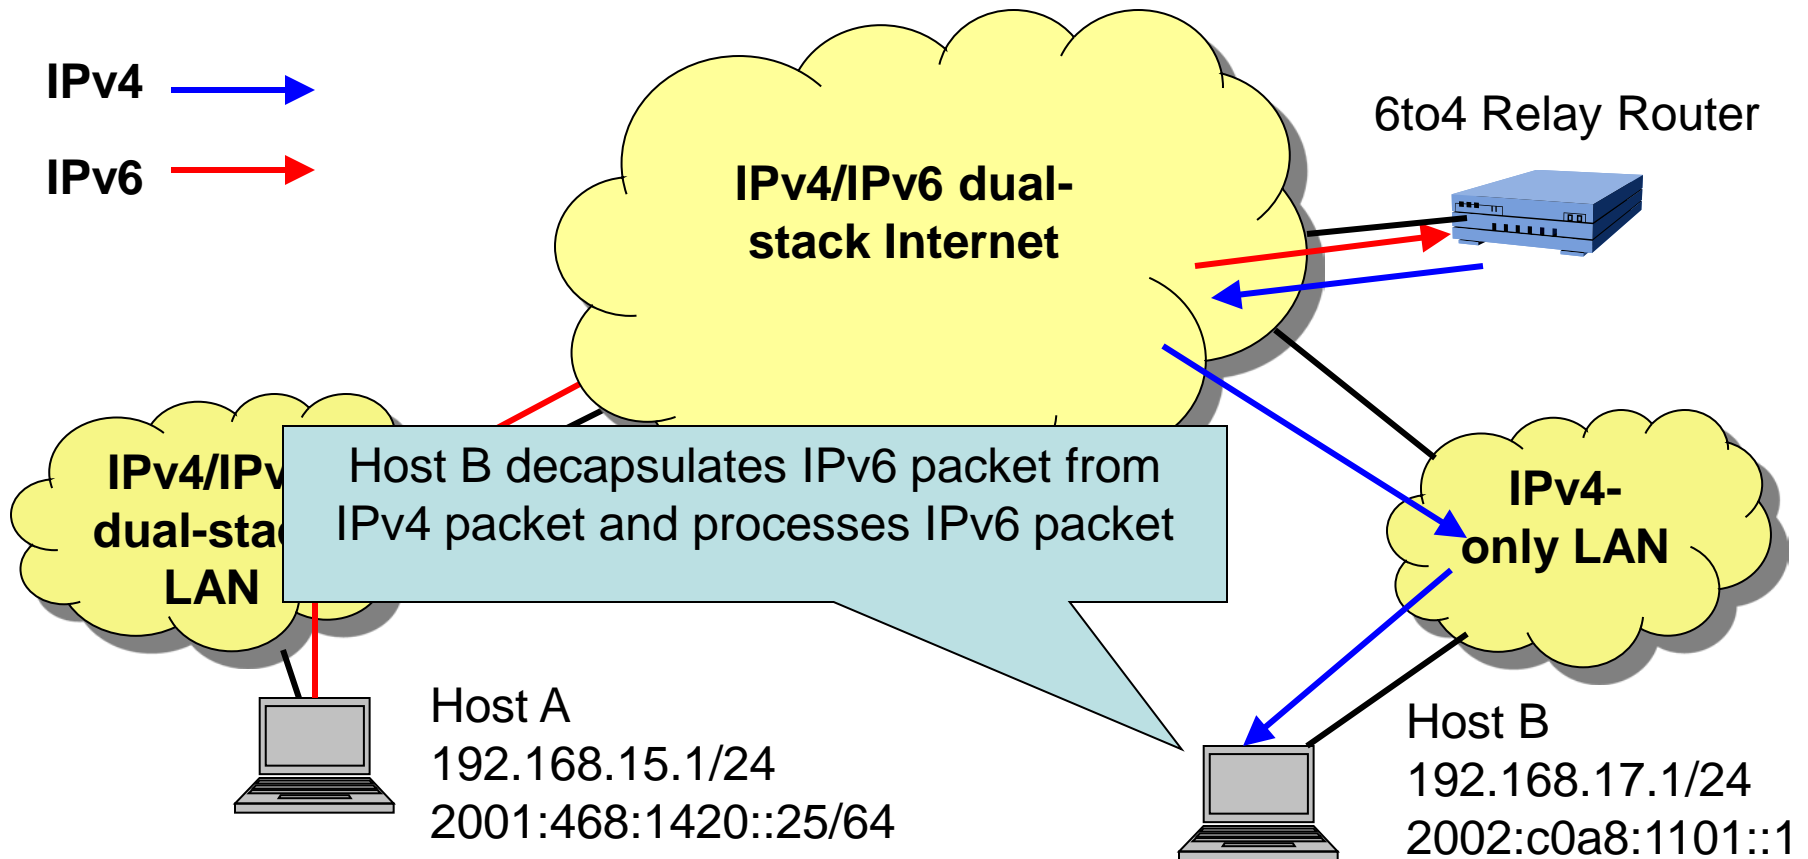 IPv4
IPv6
IPv4/IPv6 dual-
stack Internet
6to4 Relay Router
IPv4/IPv
dual-sta
LAN
Host B decapsulates IPv6 packet from
IPv4 packet and processes IPv6 packet
IPv4-
only LAN
Host A
192.168.15.1/24
2001:468:1420::25/64
Host B
192.168.17.1/24
2002:c0a8:1101::1